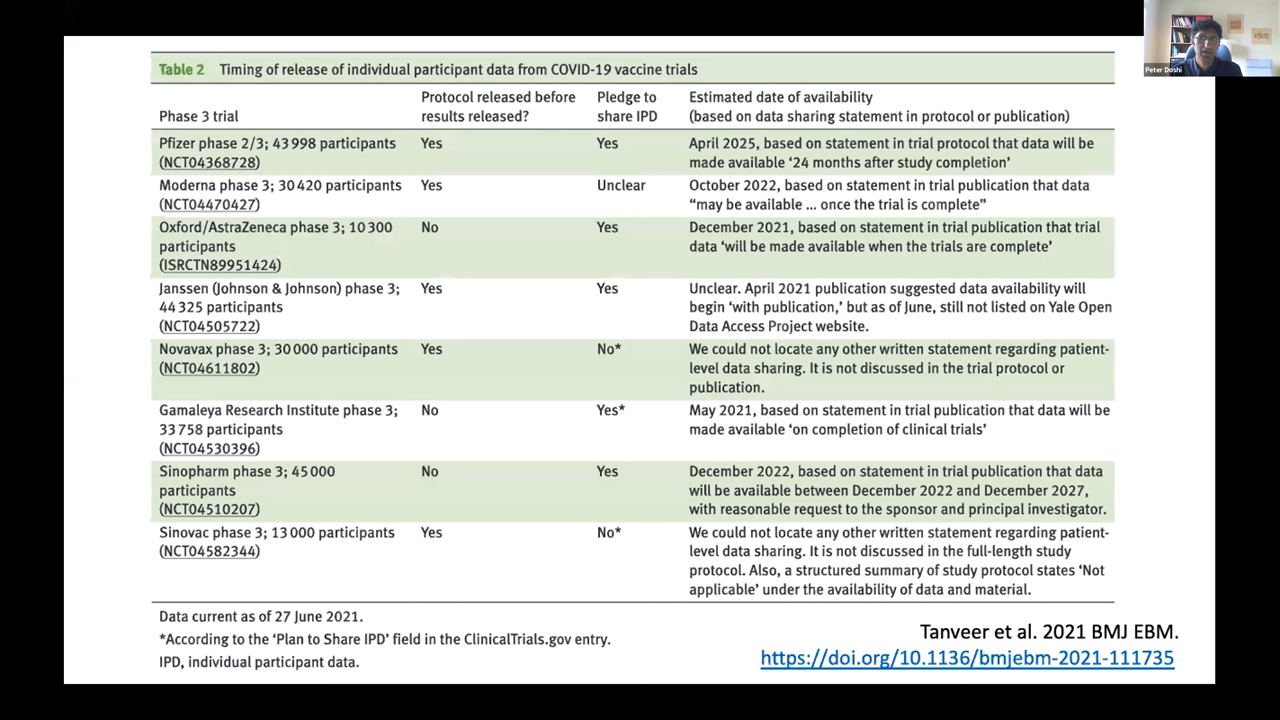 Peter Doshi
Table 2 Timing of release of individual participant data from COVID-19 vaccine trials
Phase 3 trial
Protocol released before
results released?
Pledge to
share IPD
Estimated date of availability
(based on data sharing statement in protocol or publication)
Pfizer phase 2/3; 43 998 participants
(NCT04368728)
Yes
Yes
April 2025, based on statement in trial protocol that data will be
made available ‘24 months after study completion’
Moderna phase 3; 30 420 participants
(NCT04470427)
Yes
Unclear
October 2022, based on statement in trial publication that data
“may be available ... once the trial is complete”
Oxford/AstraZeneca phase 3; 10 300
participants
(ISRCTN89951424)
No
Yes
December 2021, based on statement in trial publication that trial
data ‘will be made available when the trials are complete’
Janssen (Johnson & Johnson) phase 3;
44 325 participants
(NCT04505722)
Yes
Yes
Unclear. April 2021 publication suggested data availability will
begin ‘with publication,’ but as of June, still not listed on Yale Open
Data Access Project website.
Novavax phase 3; 30 000 participants
(NCT04611802)
Yes
No*
We could not locate any other written statement regarding patient-
level data sharing. It is not discussed in the trial protocol or
publication.
Gamaleya Research Institute phase 3;
33 758 participants
(NCT04530396)
No
Yes*
May 2021, based on statement in trial publication that data will be
made available ‘on completion of clinical trials’
Sinopharm phase 3; 45 000
participants
(NCT04510207)
No
Yes
December 2022, based on statement in trial publication that data
will be available between December 2022 and December 2027,
with reasonable request to the sponsor and principal investigator.
Sinovac phase 3; 13 000 participants
(NCT04582344)
Yes
No*
We could not locate any other written statement regarding patient-
level data sharing. It is not discussed in the full-length study
protocol. Also, a structured summary of study protocol states ‘Not
applicable’ under the availability of data and material.
Data current as of 27 June 2021.
*According to the ‘Plan to Share IPD’ field in the ClinicalTrials.gov entry.
IPD, individual participant data.
Tanveer et al. 2021 BMJ EBM.
https://doi.org/10.1136/bmjebm-2021-111735